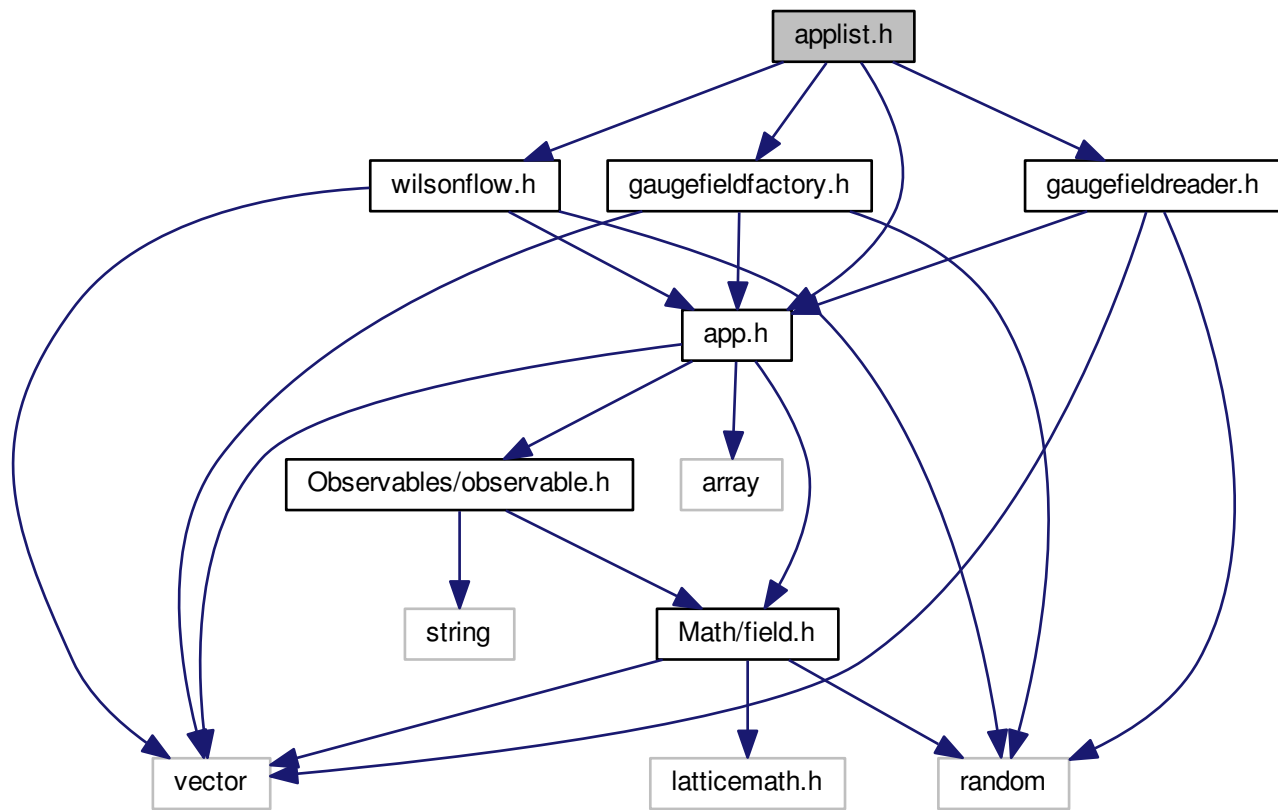 applist.h
wilsonflow.h
gaugefieldfactory.h
gaugefieldreader.h
app.h
Observables/observable.h
array
string
Math/field.h
vector
latticemath.h
random